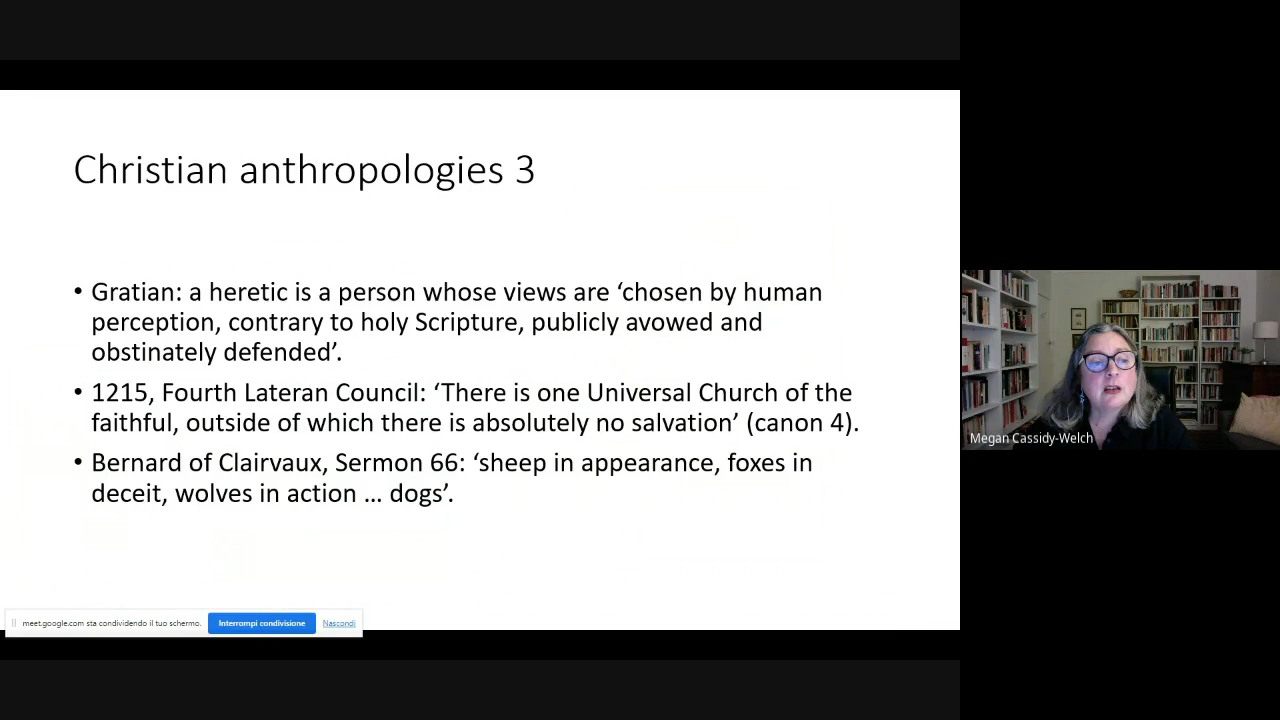 Christian anthropologies 3
• Gratian: a heretic is a person whose views are ‘chosen by human
perception, contrary to holy Scripture, publicly avowed and
obstinately defended’.
• 1215, Fourth Lateran Council: ‘There is one Universal Church of the
faithful, outside of which there is absolutely no salvation’ (canon 4).
• Bernard of Clairvaux, Sermon 66: ‘sheep in appearance, foxes in
deceit, wolves in action … dogs’.
Megan Cassidy-Welch
meet.google.com sta condividendo il tuo schermo. Interrompi condivisione Nascondi